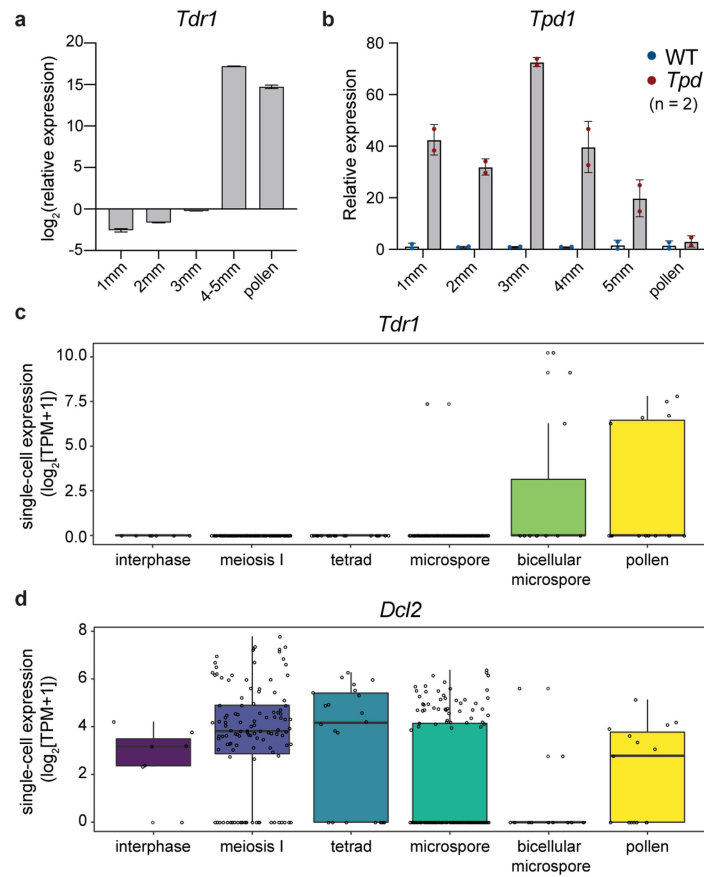 a
Tdr1
log2(relative expression)
20
15
10
5
0
-5
1mm
2mm
3mm
4-5mm
pollen
b
Tpd1
Relative expression
80
60
40
20
0
WT
Tpd
(n = 2)
1mm
2mm
3mm
4mm
5mm
pollen
c
Tdr1
single-cell expression
(log2[TPM+1])
10.0
7.5
5.0
2.5
0.0
interphase
meiosis I
tetrad
microspore
bicellular
microspore
pollen
d
Dcl2
single-cell expression
(log2[TPM+1])
8
6
4
2
0
interphase
meiosis I
tetrad
microspore
bicellular
microspore
pollen